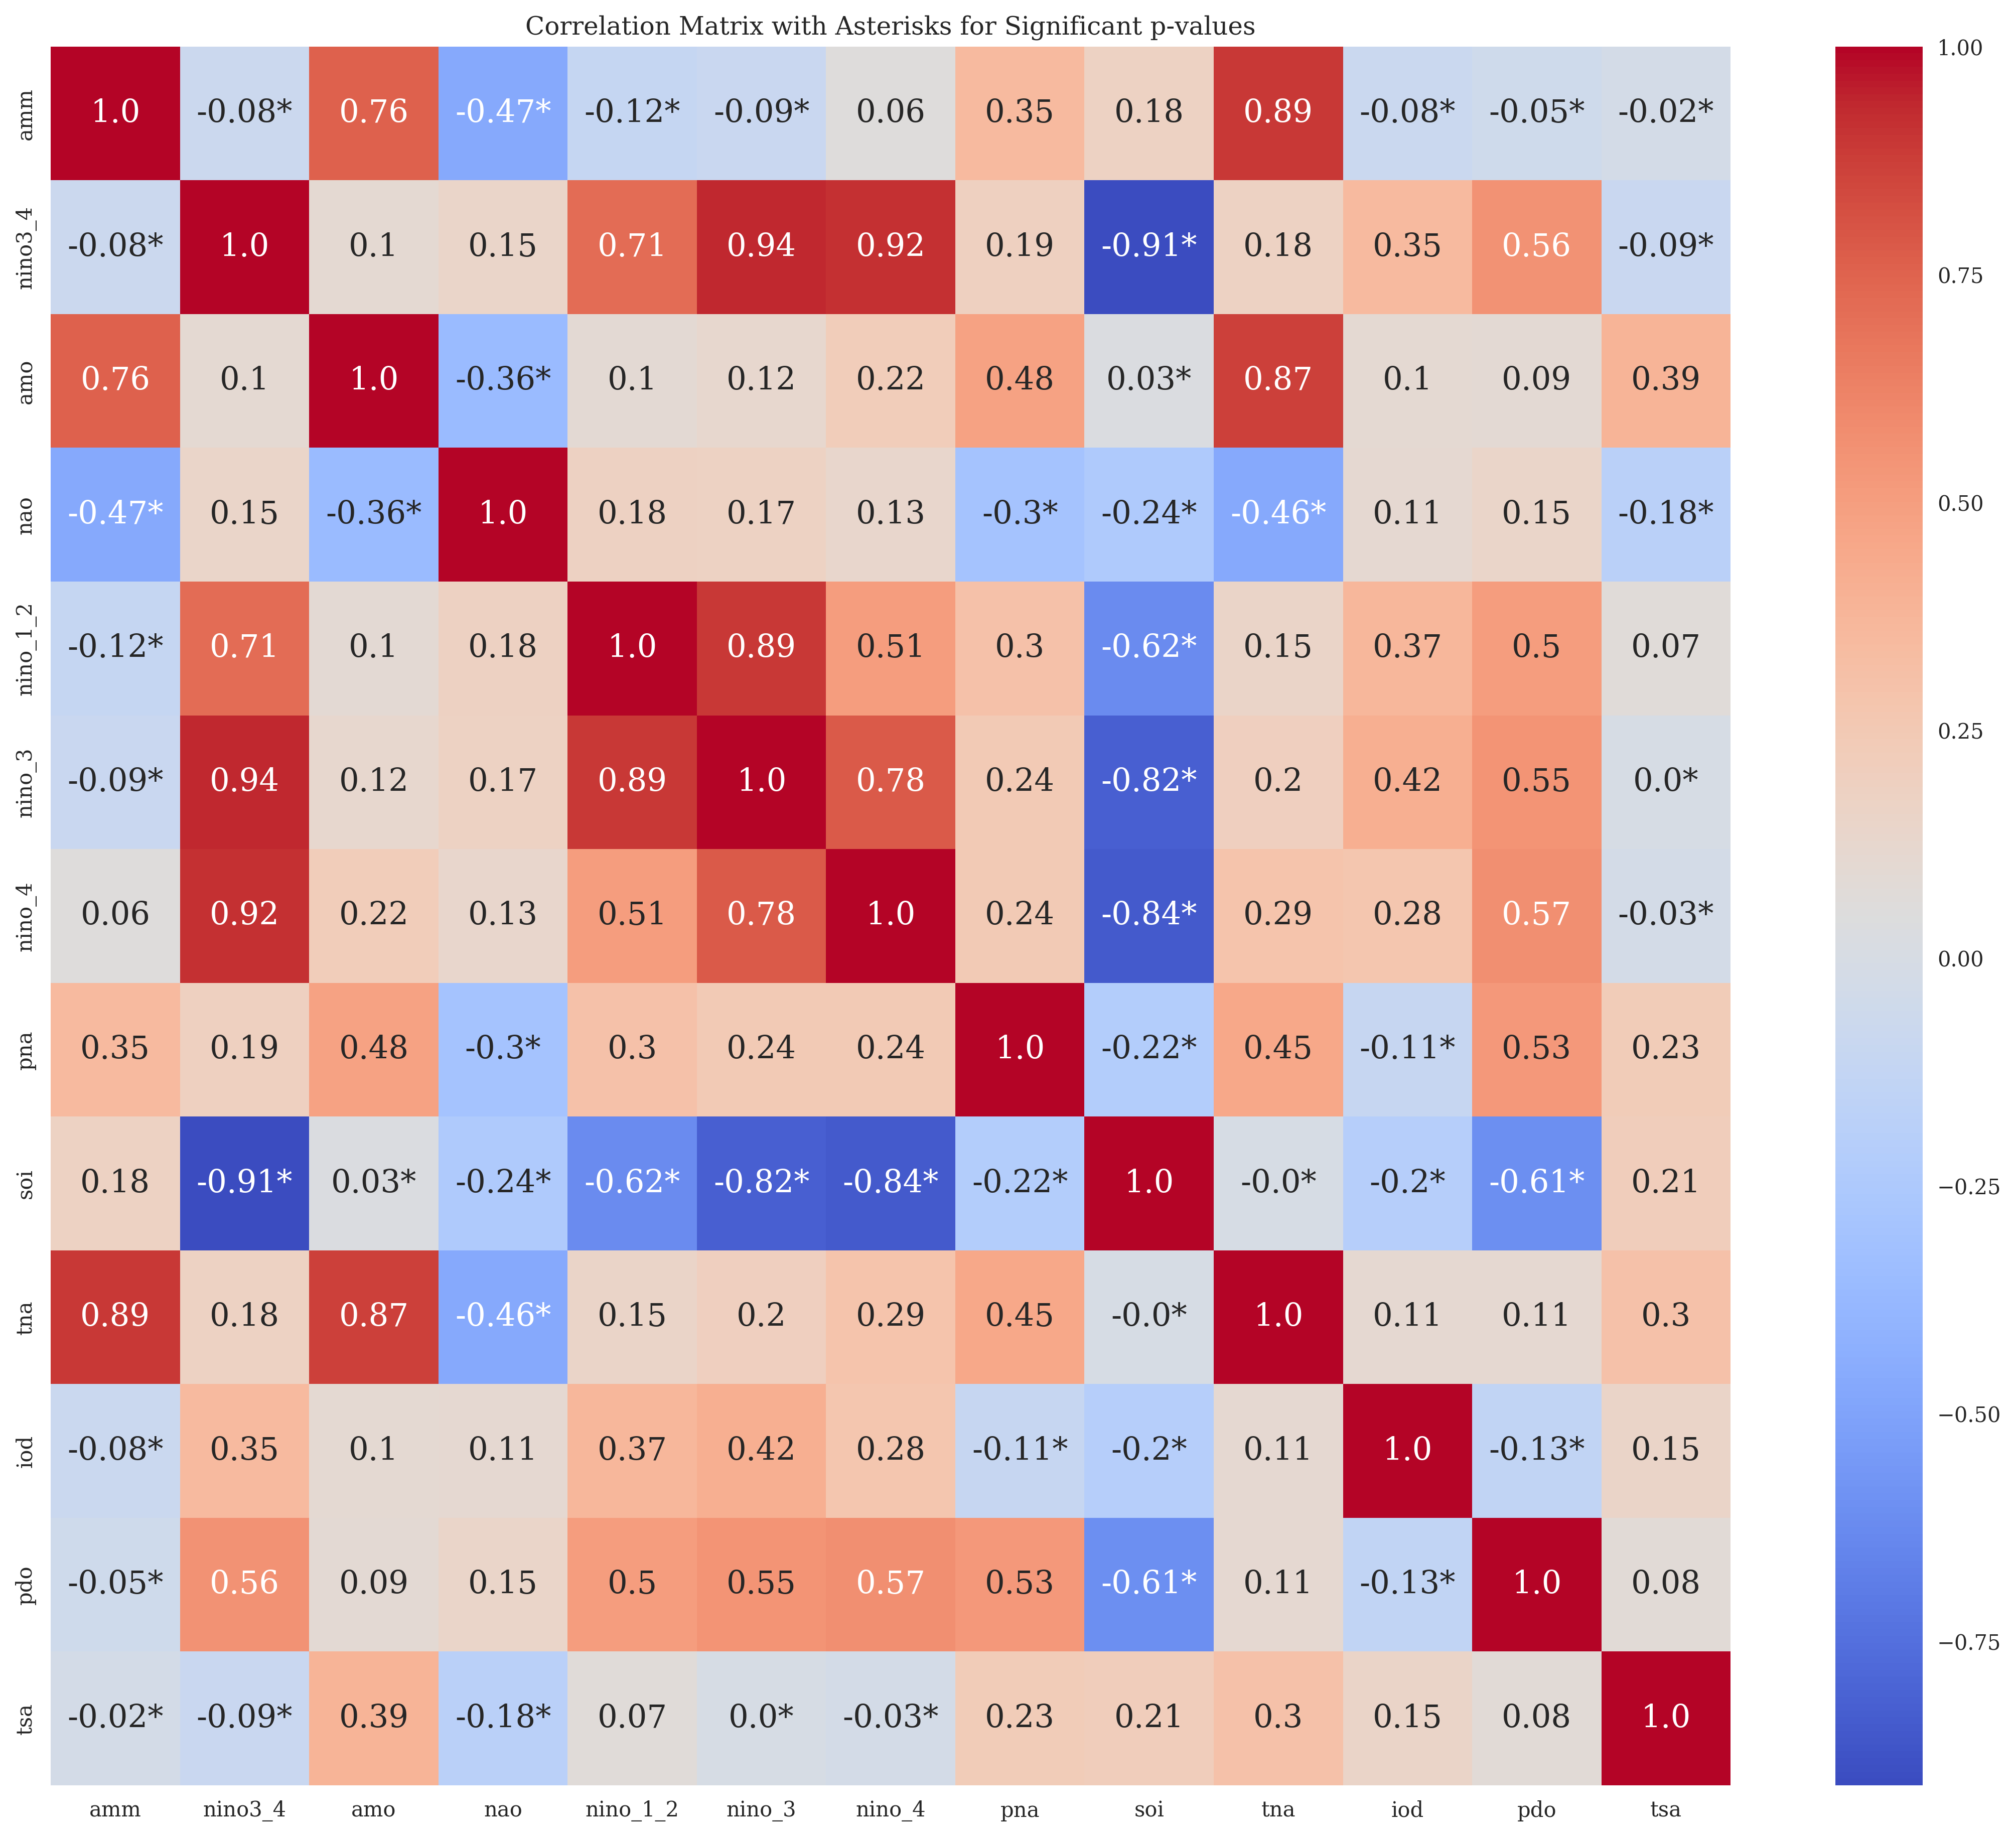 Correlation Matrix with Asterisks for Significant p-values
amm 1.0 -0.08* 0.76 -0.47* -0.12* -0.09* 0.06 0.35 0.18 0.89 -0.08* -0.05* -0.02*
nino3_4 -0.08* 1.0 0.1 0.15 0.71 0.94 0.92 0.19 -0.91* 0.18 0.35 0.56 -0.09*
amo 0.76 0.1 1.0 -0.36* 0.1 0.12 0.22 0.48 0.03* 0.87 0.1 0.09 0.39
nao -0.47* 0.15 -0.36* 1.0 0.18 0.17 0.13 -0.3* -0.24* -0.46* 0.11 0.15 -0.18*
nino_1_2 -0.12* 0.71 0.1 0.18 1.0 0.89 0.51 0.3 -0.62* 0.15 0.37 0.5 0.07
nino_3 -0.09* 0.94 0.12 0.17 0.89 1.0 0.78 0.24 -0.82* 0.2 0.42 0.55 0.0*
nino_4 0.06 0.92 0.22 0.13 0.51 0.78 1.0 0.24 -0.84* 0.29 0.28 0.57 -0.03*
pna 0.35 0.19 0.48 -0.3* 0.3 0.24 0.24 1.0 -0.22* 0.45 -0.11* 0.53 0.23
soi 0.18 -0.91* 0.03* -0.24* -0.62* -0.82* -0.84* -0.22* 1.0 -0.0* -0.2* -0.61* 0.21
tna 0.89 0.18 0.87 -0.46* 0.15 0.2 0.29 0.45 -0.0* 1.0 0.11 0.11 0.3
iod -0.08* 0.35 0.1 0.11 0.37 0.42 0.28 -0.11* -0.2* 0.11 1.0 -0.13* 0.15
pdo -0.05* 0.56 0.09 0.15 0.5 0.55 0.57 0.53 -0.61* 0.11 -0.13* 1.0 0.08
tsa -0.02* -0.09* 0.39 -0.18* 0.07 0.0* -0.03* 0.23 0.21 0.3 0.15 0.08 1.0
amm nino3_4 amo nao nino_1_2 nino_3 nino_4 pna soi tna iod pdo tsa
1.00
0.75
0.50
0.25
0.00
−0.25
−0.50
−0.75